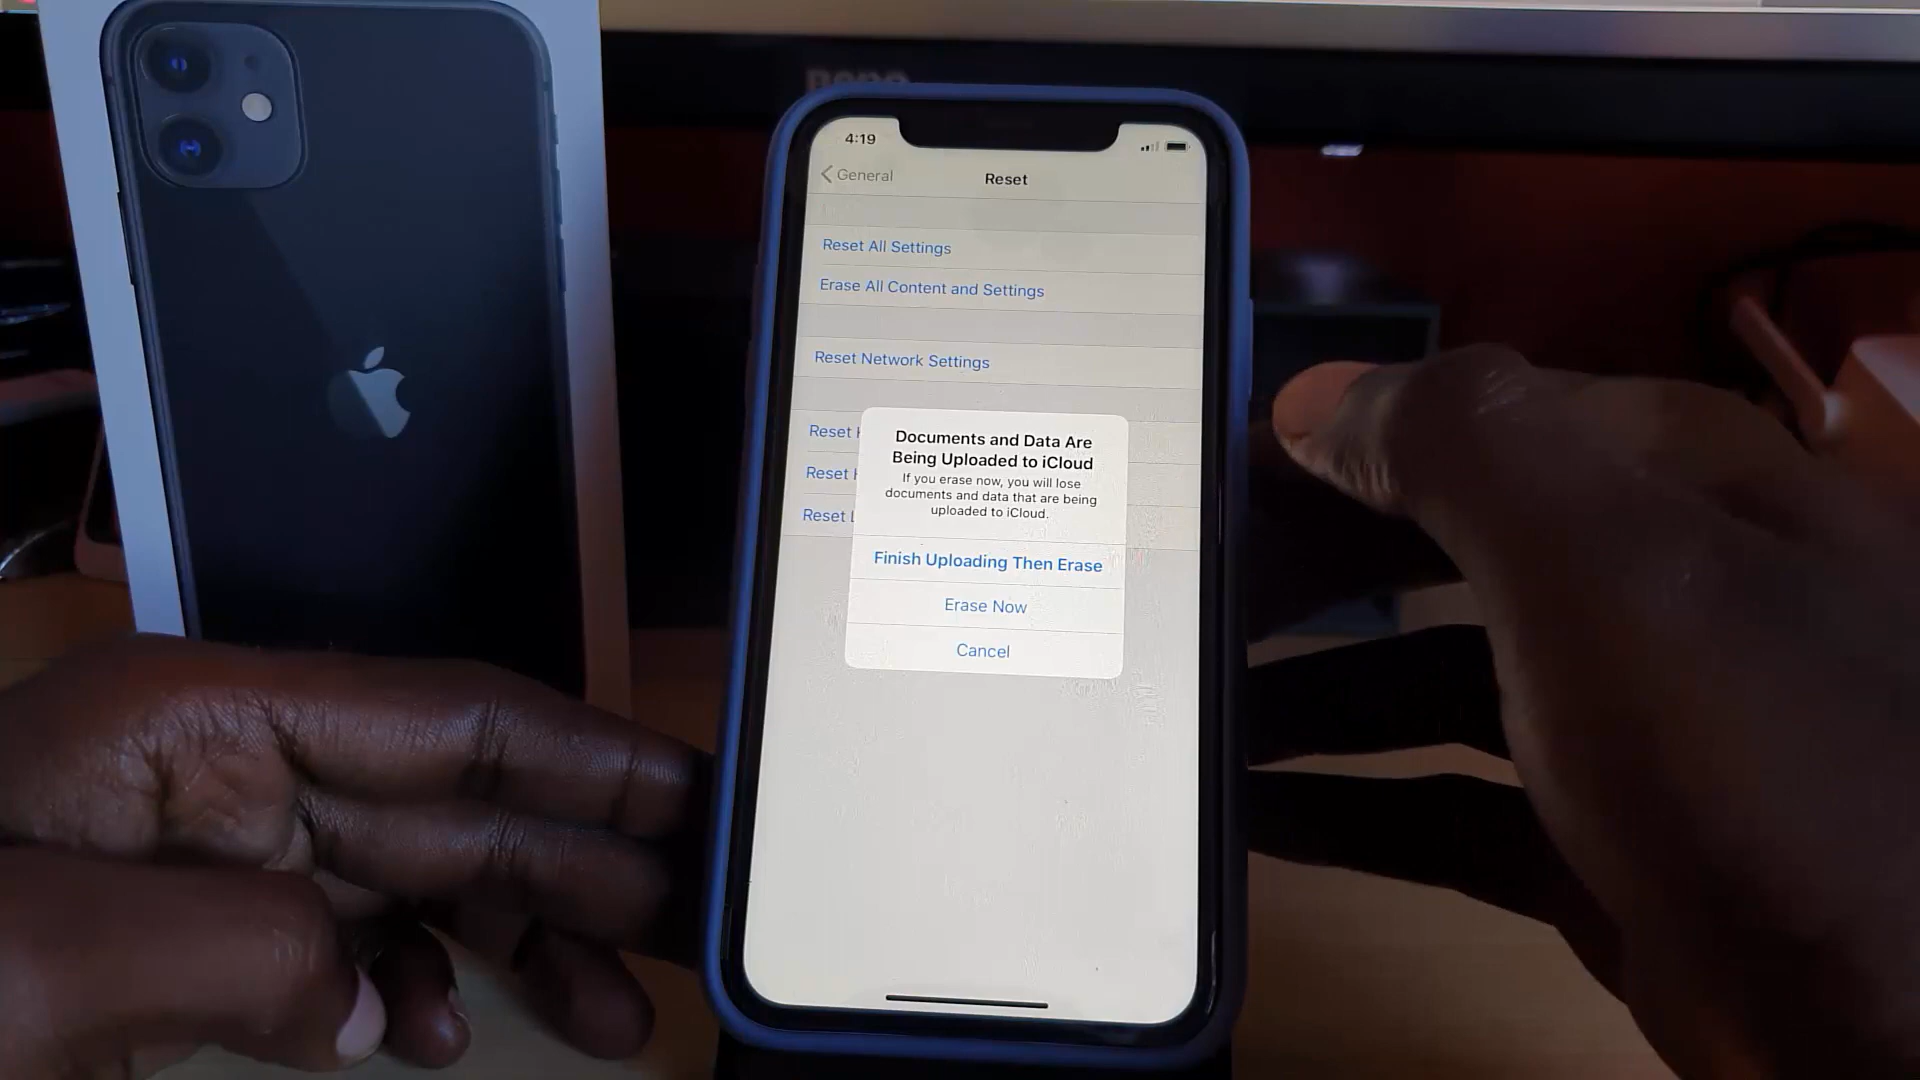 4:19
General
Reset
Reset All Settings
Erase All Content and Settings
Reset Network Settings
Reset
Reset
Reset
Documents and Data Are
Being Uploaded to iCloud
If you erase now, you will lose
documents and data that are being
uploaded to iCloud.
Finish Uploading Then Erase
Erase Now
Cancel